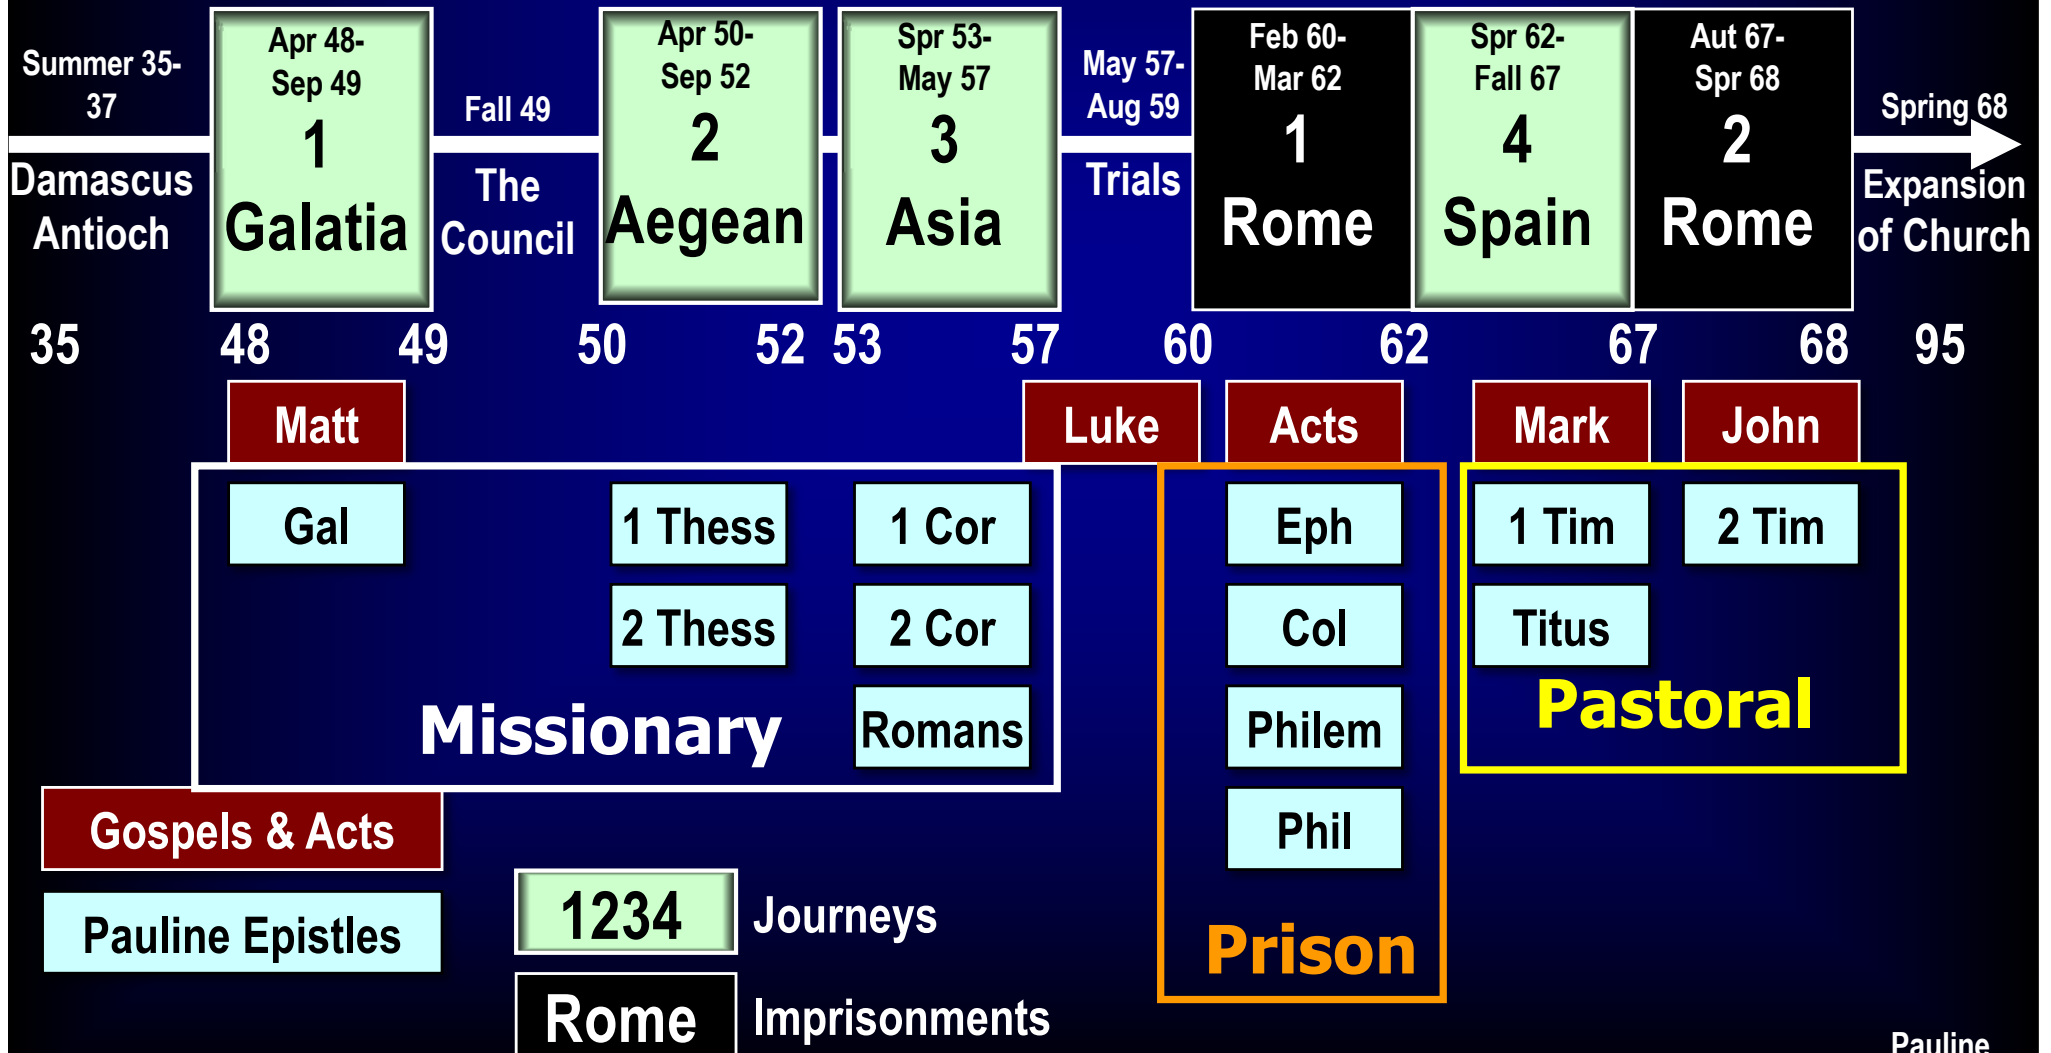 Summer 35-
37
Damascus
Antioch
Apr 48-
Sep 49
1
Galatia
Fall 49
The
Council
Apr 50-
Sep 52
2
Aegean
Spr 53-
May 57
3
Asia
May 57-
Aug 59
Trials
Feb 60-
Mar 62
1
Rome
Spr 62-
Fall 67
4
Spain
Aut 67-
Spr 68
2
Rome
Spring 68
Expansion
of Church
35 48 49 50 52 53 57 60 62 67 68 95
Matt Luke Acts Mark John
Gal 1 Thess 1 Cor Eph 1 Tim 2 Tim
2 Thess 2 Cor Col Titus
Missionary Romans Philem Pastoral
Gospels & Acts Phil
Pauline Epistles 1234 Journeys Prison
Rome Imprisonments
Pauline